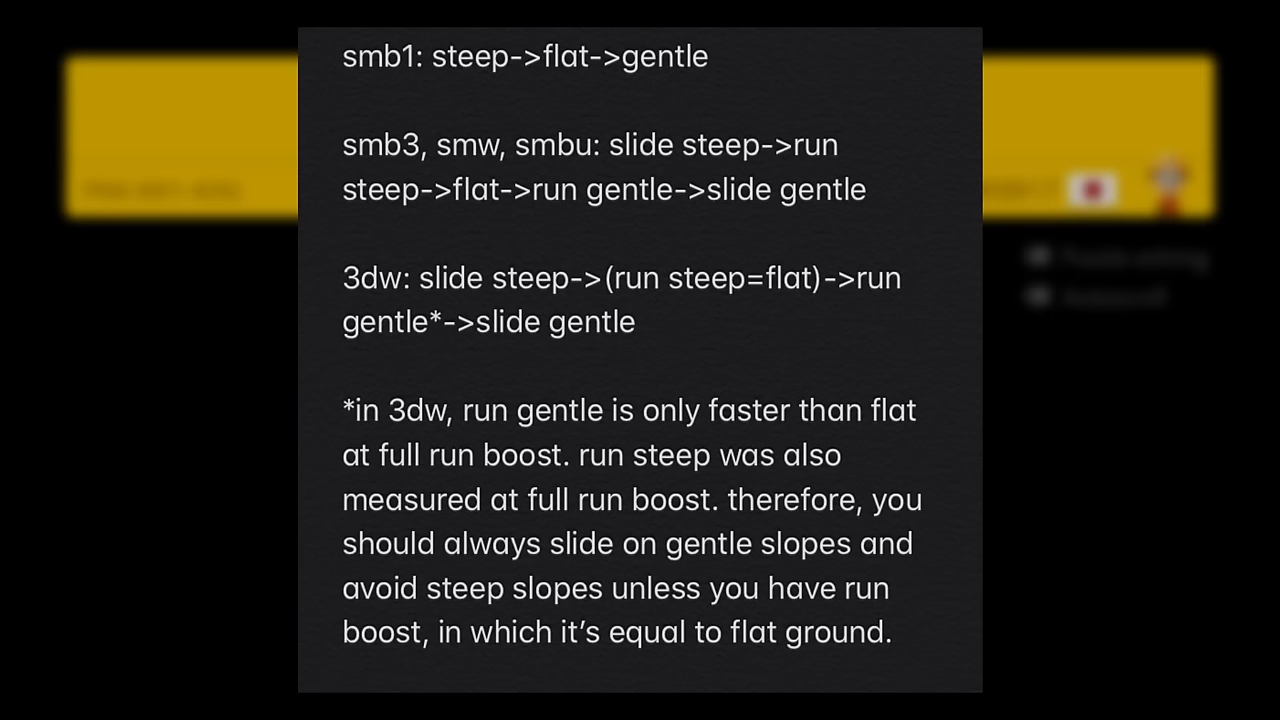 smb1: steep->flat->gentle
smb3, smw, smbu: slide steep->run
steep->flat->run gentle->slide gentle
3dw: slide steep->(run steep=flat)->run
gentle*->slide gentle
*in 3dw, run gentle is only faster than flat
at full run boost. run steep was also
measured at full run boost. therefore, you
should always slide on gentle slopes and
avoid steep slopes unless you have run
boost, in which it’s equal to flat ground.